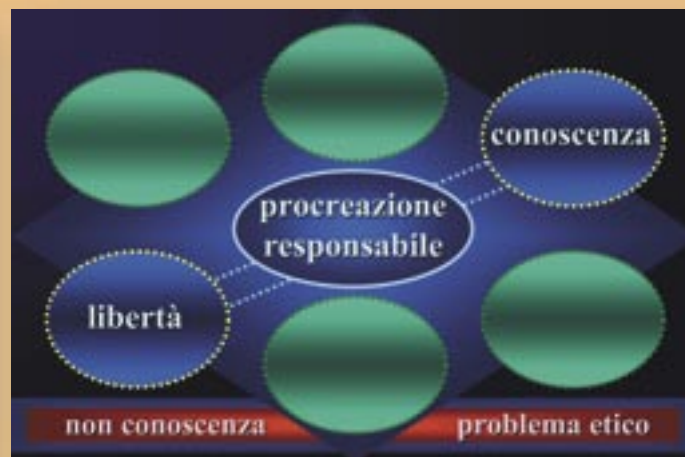 conoscenza
procreazione
responsabile
libertà
non conoscenza
problema etico